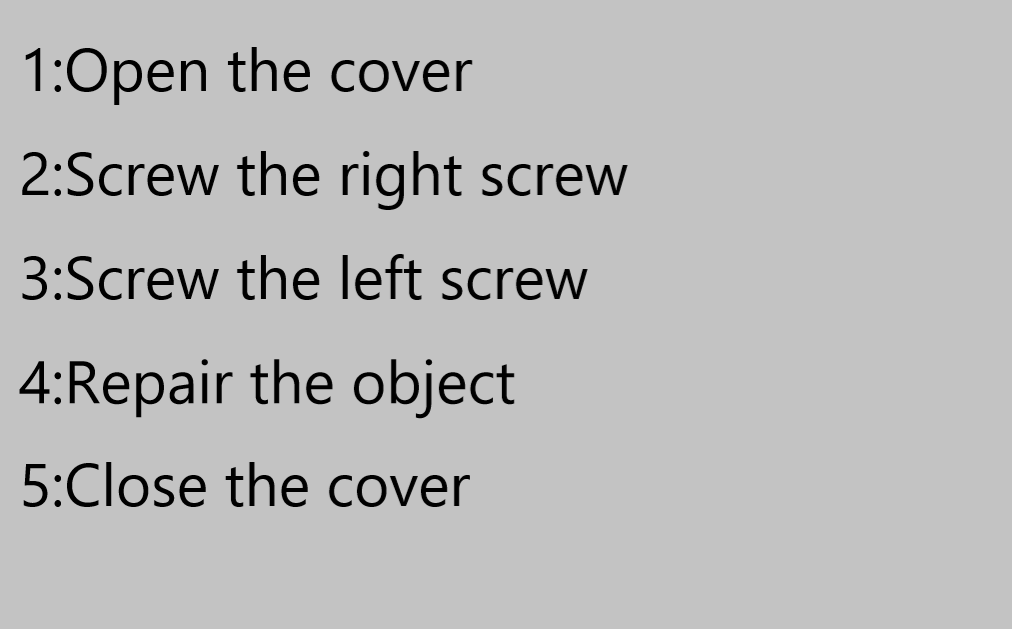 1:Open the cover
2:Screw the right screw
3:Screw the left screw
4:Repair the object
5:Close the cover